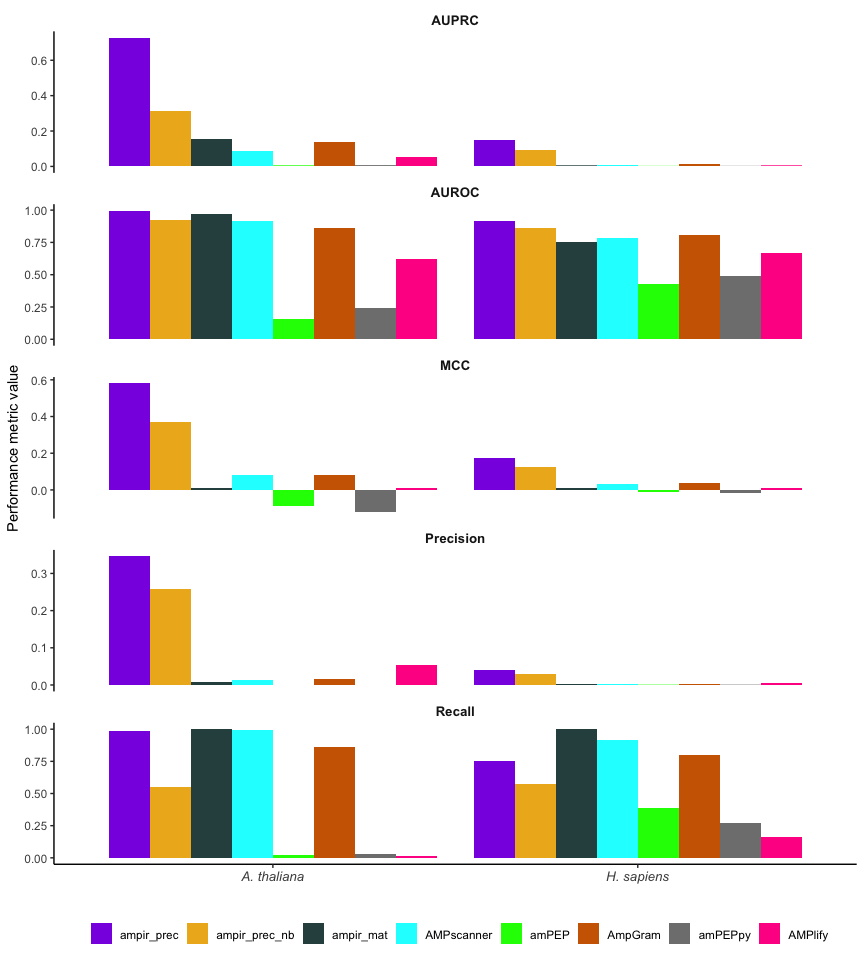 AUPRC
0.6
0.4
0.2
0.0
AUROC
1.00
0.75
0.50
0.25
0.00
MCC
0.6
0.4
0.2
0.0
Precision
0.3
0.2
0.1
0.0
Recall
1.00
0.75
0.50
0.25
0.00
Performance metric value
A. thaliana H. sapiens
ampir_prec ampir_prec_nb ampir_mat AMPscanner amPEP AmpGram amPEPpy AMPlify